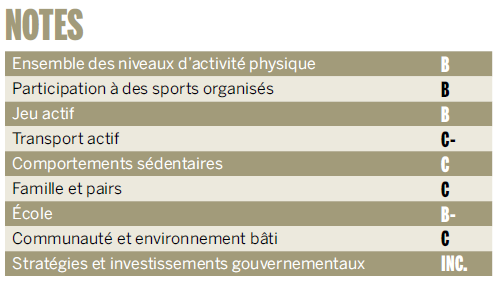 NOTES
Ensemble des niveaux d'activité physique B
Participation à des sports organisés B
Jeu actif B
Transport actif C-
Comportements sédentaires C
Famille et pairs C
École B-
Communauté et environnement bâti C
Stratégies et investissements gouvernementaux INC.